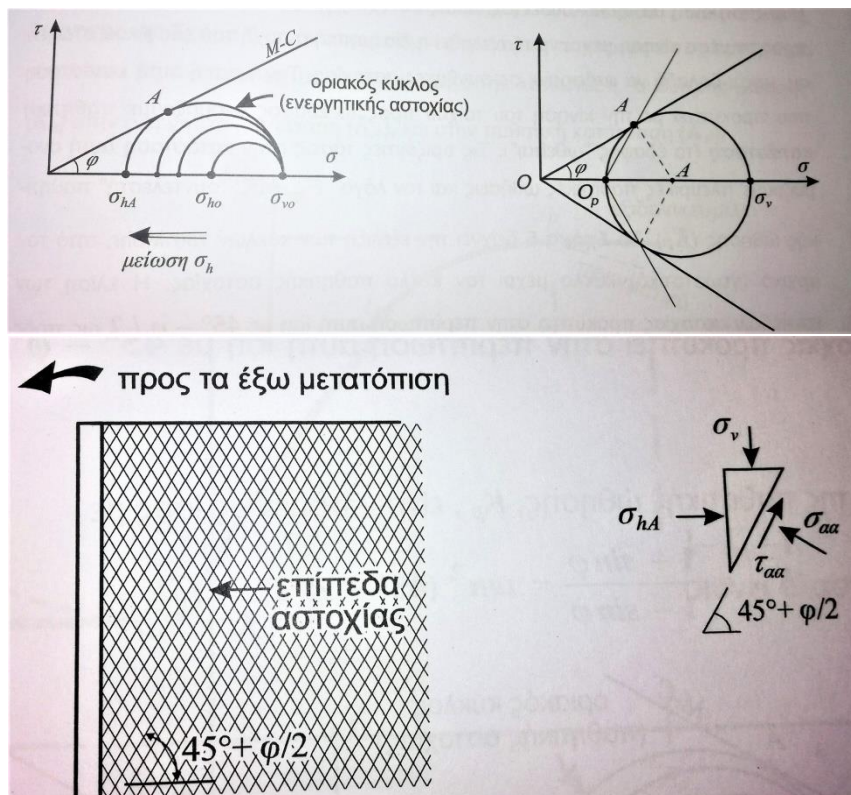 τ
M-C
A
οριακός κύκλος
(ενεργητικής αστοχίας)
φ
σ
σhA
σho
σvo
μείωση σh
τ
A
φ
O
Op
A
σv
σ
προς τα έξω μετατόπιση
επίπεδα
αστοχίας
45°+ φ/2
σv
σhA
σαα
ταα
45°+ φ/2